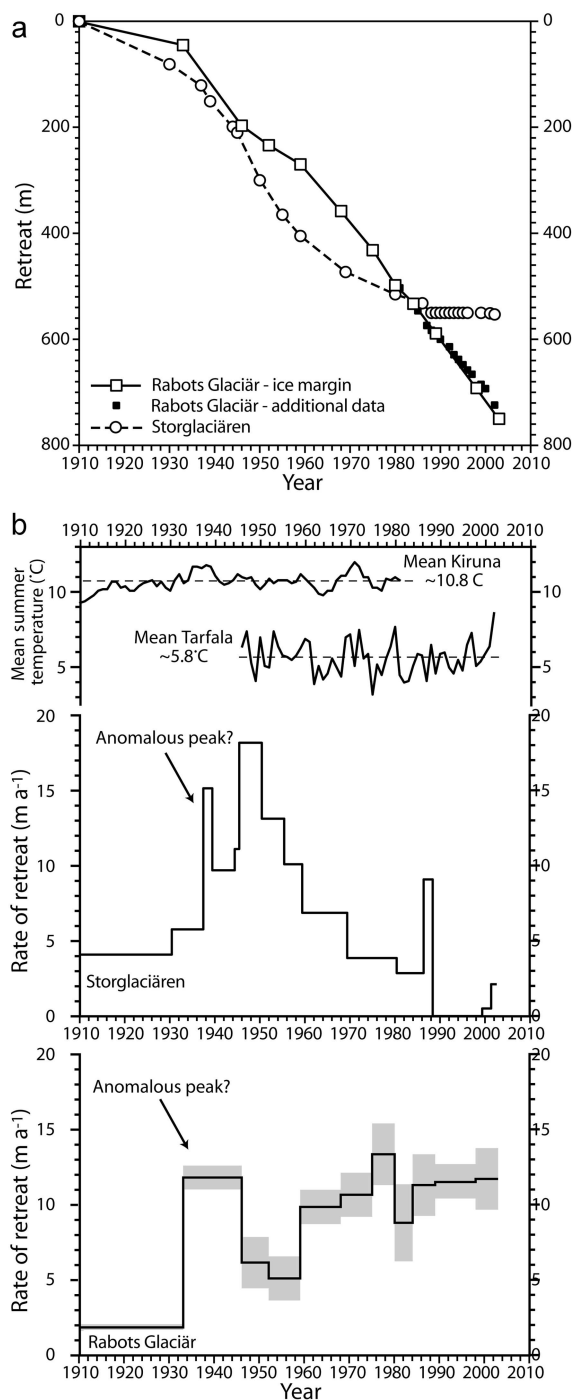 a
0
200
400
600
800
Retreat (m)
0
200
400
600
800
Rabots Glaciär - ice margin
Rabots Glaciär - additional data
Storglaciären
1910 1920 1930 1940 1950 1960 1970 1980 1990 2000 2010
Year
b
1910 1920 1930 1940 1950 1960 1970 1980 1990 2000 2010
Mean summer
temperature (˚C)
10
5
10
5
Mean Kiruna
~10.8 C
Mean Tarfala
~5.8˚C
20
15
10
5
0
Rate of retreat (m a-1)
20
15
10
5
0
Anomalous peak?
Storglaciären
1910 1920 1930 1940 1950 1960 1970 1980 1990 2000 2010
20
15
10
5
0
Rate of retreat (m a-1)
20
15
10
5
0
Anomalous peak?
Rabots Glaciär
1910 1920 1930 1940 1950 1960 1970 1980 1990 2000 2010
Year